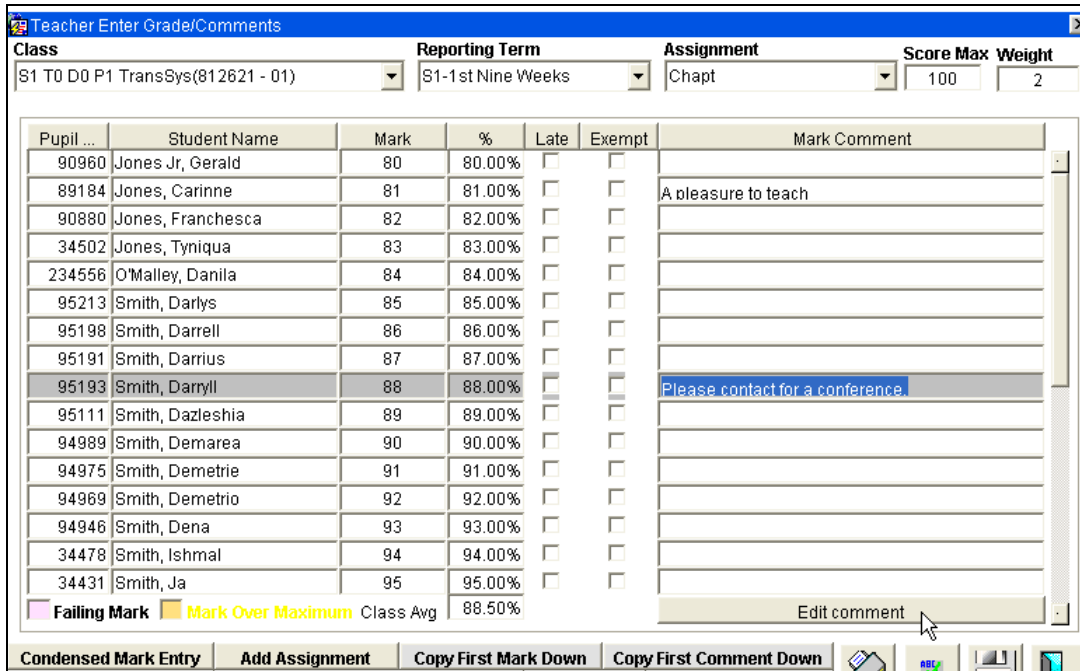 Teacher Enter Grade/Comments
Class Reporting Term Assignment Score Max Weight
S1 T0 D0 P1 TransSys(812621 - 01) S1-1st Nine Weeks Chapt 100 2
Pupil ... Student Name Mark % Late Exempt Mark Comment
90960 Jones Jr, Gerald 80 80.00%
89184 Jones, Carinne 81 81.00% A pleasure to teach
90880 Jones, Franchesca 82 82.00%
34502 Jones, Tyniqua 83 83.00%
234556 O'Malley, Danila 84 84.00%
95213 Smith, Darlys 85 85.00%
95198 Smith, Darrell 86 86.00%
95191 Smith, Darrius 87 87.00%
95193 Smith, Darryll 88 88.00% Please contact for a conference.
95111 Smith, Dazleshia 89 89.00%
94989 Smith, Demarea 90 90.00%
94975 Smith, Demetrie 91 91.00%
94969 Smith, Demetrio 92 92.00%
94946 Smith, Dena 93 93.00%
34478 Smith, Ishmal 94 94.00%
34431 Smith, Ja 95 95.00%
Failing Mark Mark Over Maximum Class Avg 88.50% Edit comment
Condensed Mark Entry Add Assignment Copy First Mark Down Copy First Comment Down ABC